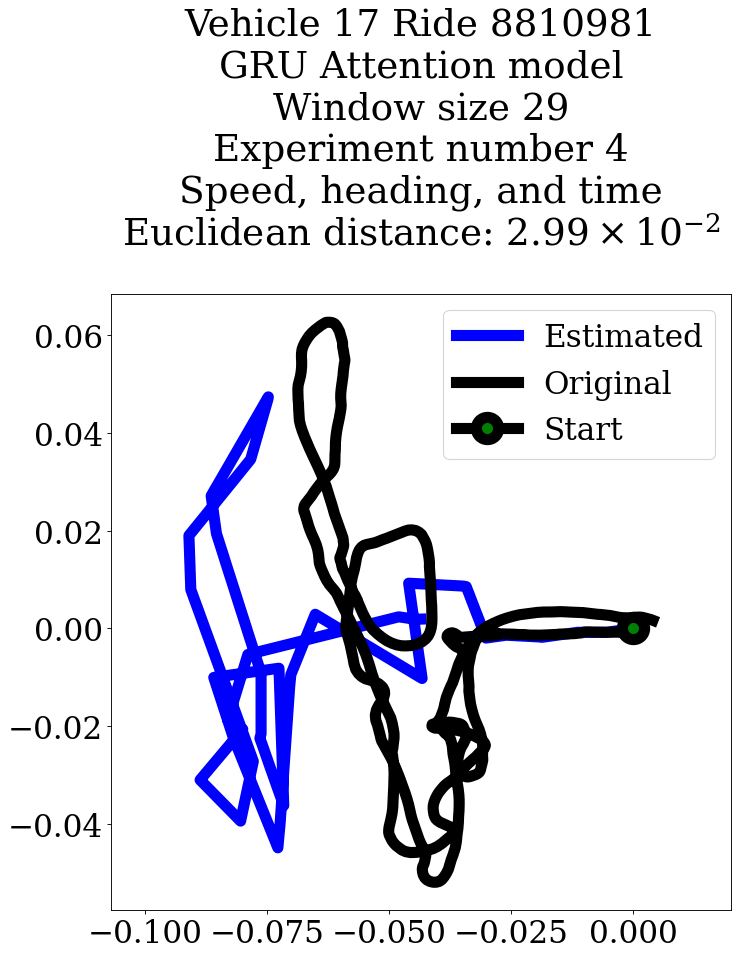 Vehicle 17 Ride 8810981
GRU Attention model
Window size 29
Experiment number 4
Speed, heading, and time
Euclidean distance: 2.99 × 10⁻²
Estimated
Original
Start
0.06
0.04
0.02
0.00
−0.02
−0.04
−0.100 −0.075 −0.050 −0.025 0.000